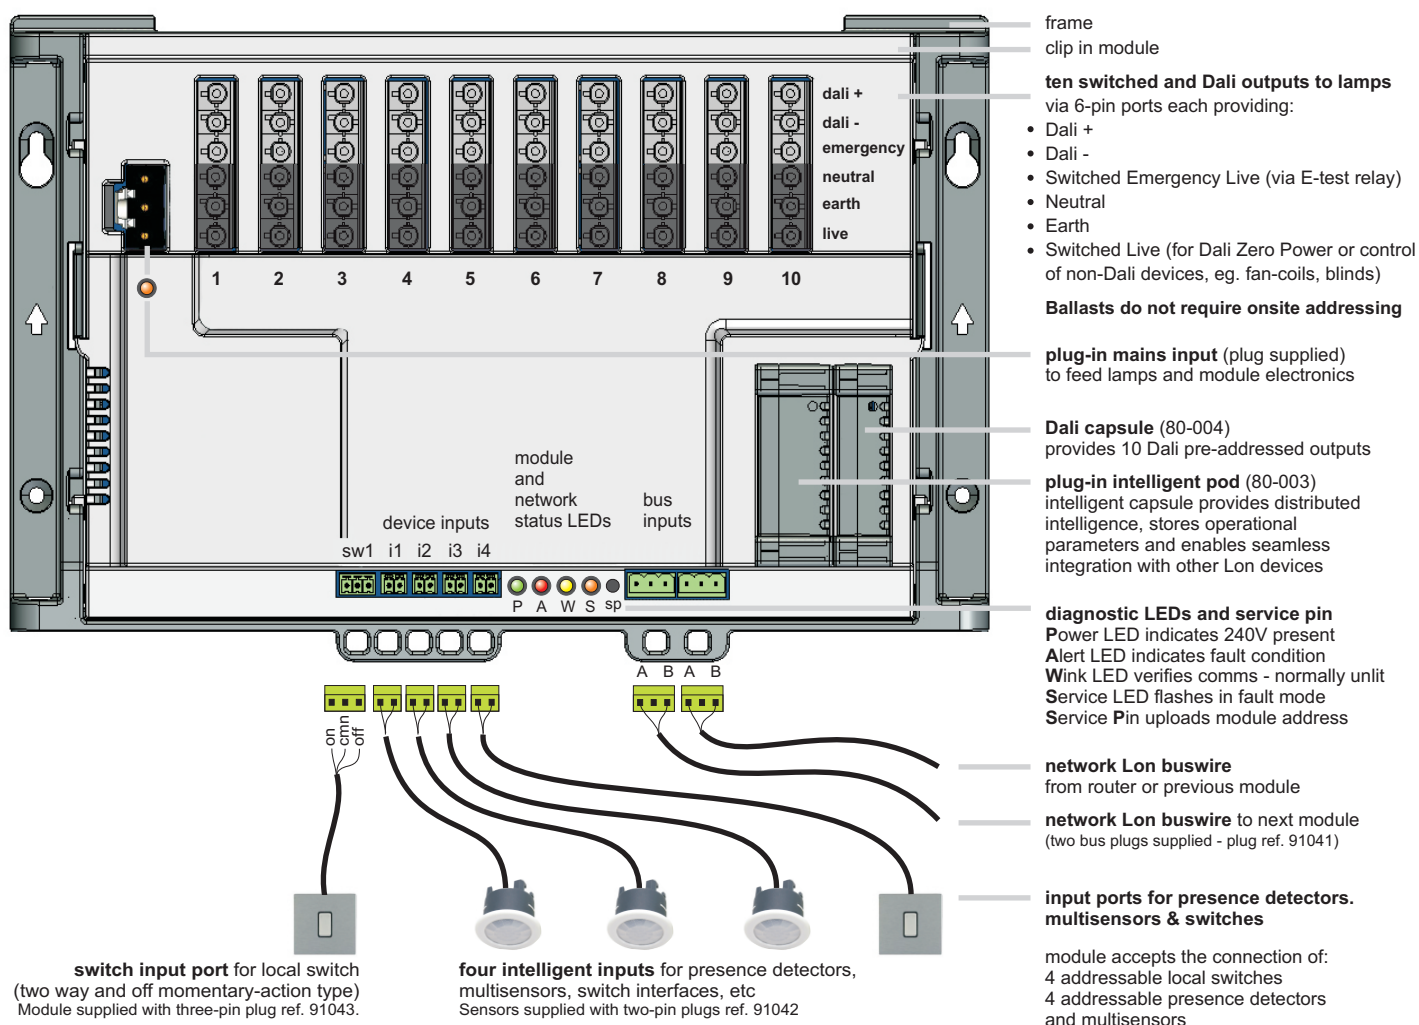 frame
clip in module
ten switched and Dali outputs to lamps
via 6-pin ports each providing:
• Dali +
• Dali -
• Switched Emergency Live (via E-test relay)
• Neutral
• Earth
• Switched Live (for Dali Zero Power or control
of non-Dali devices, eg. fan-coils, blinds)
Ballasts do not require onsite addressing
plug-in mains input (plug supplied)
to feed lamps and module electronics
Dali capsule (80-004)
provides 10 Dali pre-addressed outputs
plug-in intelligent pod (80-003)
intelligent capsule provides distributed
intelligence, stores operational
parameters and enables seamless
integration with other Lon devices
diagnostic LEDs and service pin
Power LED indicates 240V present
Alert LED indicates fault condition
Wink LED verifies comms - normally unlit
Service LED flashes in fault mode
Service Pin uploads module address
network Lon buswire
from router or previous module
network Lon buswire to next module
(two bus plugs supplied - plug ref. 91041)
input ports for presence detectors.
multisensors & switches
module accepts the connection of:
4 addressable local switches
4 addressable presence detectors
and multisensors
dali +
dali -
emergency
neutral
earth
live
1 2 3 4 5 6 7 8 9 10
module
and
network
status LEDs
bus
inputs
device inputs
sw1 i1 i2 i3 i4
P A W S sp
A B A B
on
cmn
off
switch input port for local switch
(two way and off momentary-action type)
Module supplied with three-pin plug ref. 91043.
four intelligent inputs for presence detectors,
multisensors, switch interfaces, etc
Sensors supplied with two-pin plugs ref. 91042